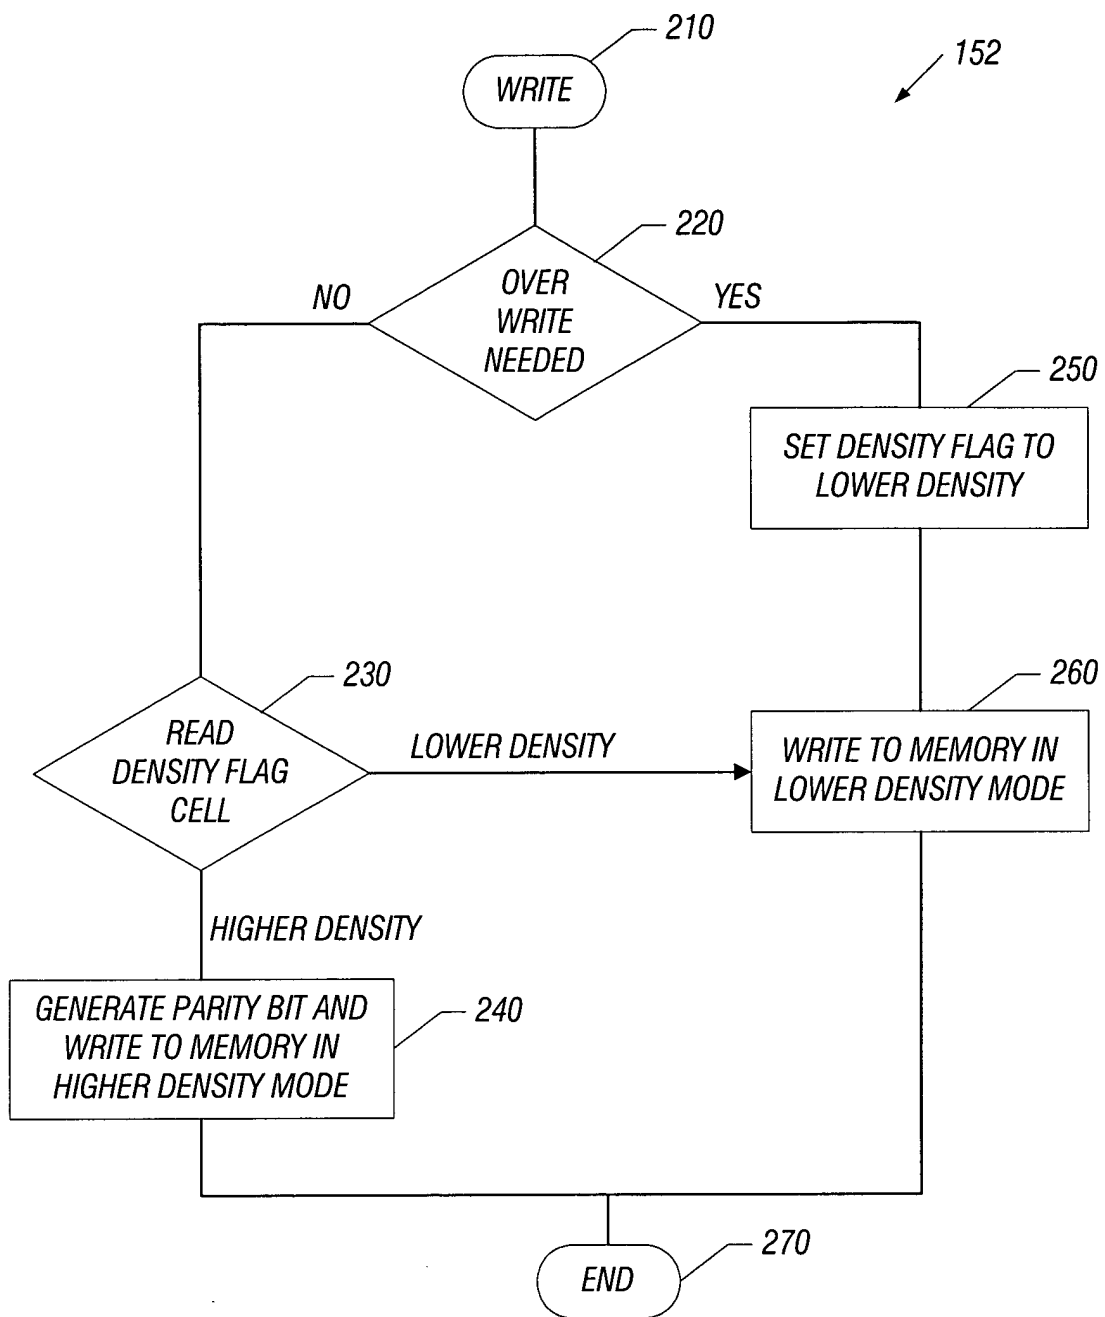 210
WRITE
152
220
OVER
WRITE
NEEDED
NO
YES
250
SET DENSITY FLAG TO
LOWER DENSITY
230
READ
DENSITY FLAG
CELL
LOWER DENSITY
260
WRITE TO MEMORY IN
LOWER DENSITY MODE
HIGHER DENSITY
GENERATE PARITY BIT AND
WRITE TO MEMORY IN
HIGHER DENSITY MODE
240
270
END